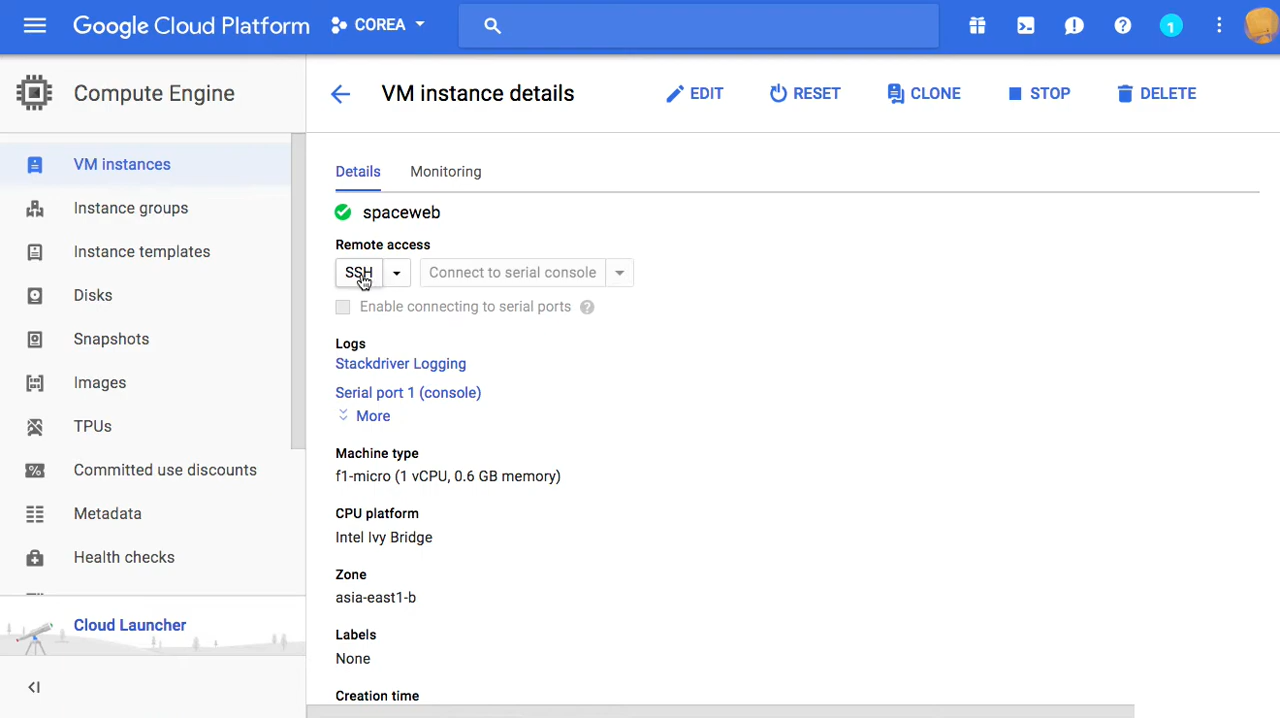 Google Cloud Platform COREA 1
Compute Engine
VM instances
Instance groups
Instance templates
Disks
Snapshots
Images
TPUs
Committed use discounts
Metadata
Health checks
Cloud Launcher
VM instance details EDIT RESET CLONE STOP DELETE
Details Monitoring
spaceweb
Remote access
SSH Connect to serial console
Enable connecting to serial ports ?
Logs
Stackdriver Logging
Serial port 1 (console)
More
Machine type
f1-micro (1 vCPU, 0.6 GB memory)
CPU platform
Intel Ivy Bridge
Zone
asia-east1-b
Labels
None
Creation time